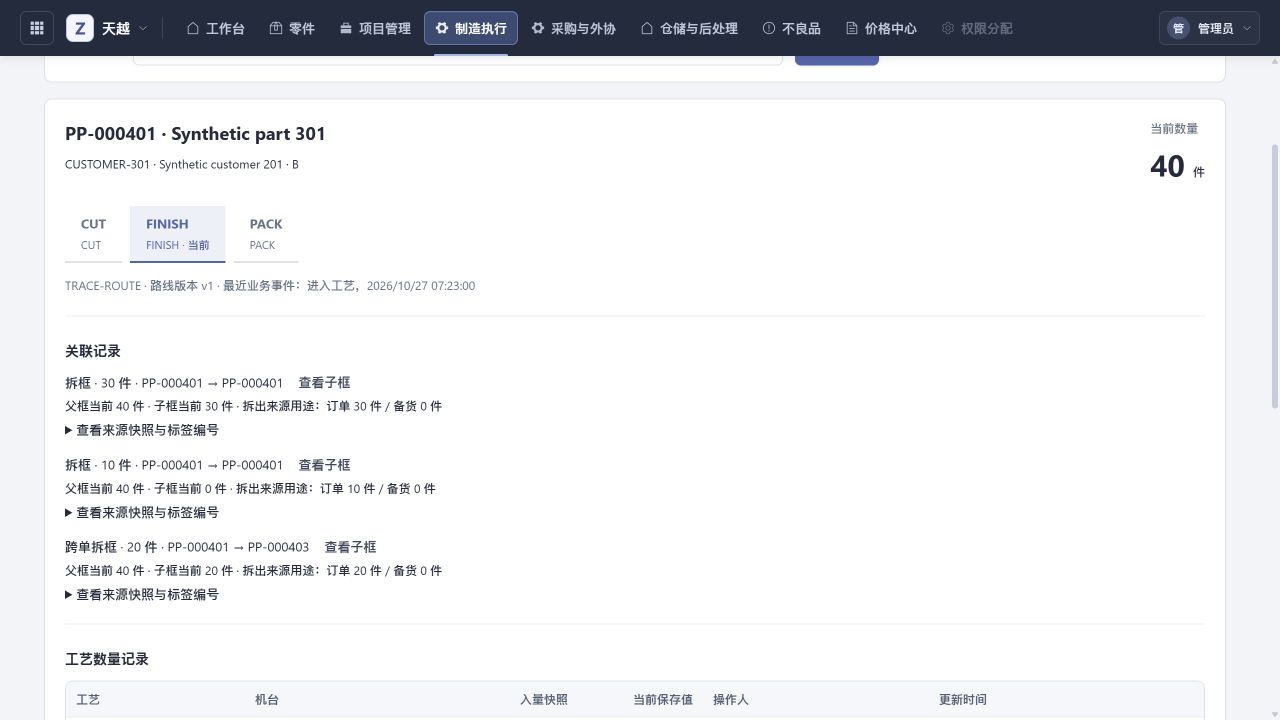 Z 天越 工作台 零件 项目管理 制造执行 采购与外协 仓储与后处理 不良品 价格中心 权限分配 管 管理员
PP-000401 · Synthetic part 301
CUSTOMER-301 · Synthetic customer 201 · B
当前数量
40 件
CUT FINISH PACK
CUT FINISH · 当前 PACK
TRACE-ROUTE · 路线版本 v1 · 最近业务事件：进入工艺，2026/10/27 07:23:00
关联记录
拆框 · 30 件 · PP-000401 → PP-000401 查看子框
父框当前 40 件 · 子框当前 30 件 · 拆出来源用途：订单 30 件 / 备货 0 件
▶ 查看来源快照与标签编号
拆框 · 10 件 · PP-000401 → PP-000401 查看子框
父框当前 40 件 · 子框当前 0 件 · 拆出来源用途：订单 10 件 / 备货 0 件
▶ 查看来源快照与标签编号
跨单拆框 · 20 件 · PP-000401 → PP-000403 查看子框
父框当前 40 件 · 子框当前 20 件 · 拆出来源用途：订单 20 件 / 备货 0 件
▶ 查看来源快照与标签编号
工艺数量记录
工艺 机台 入量快照 当前保存值 操作人 更新时间